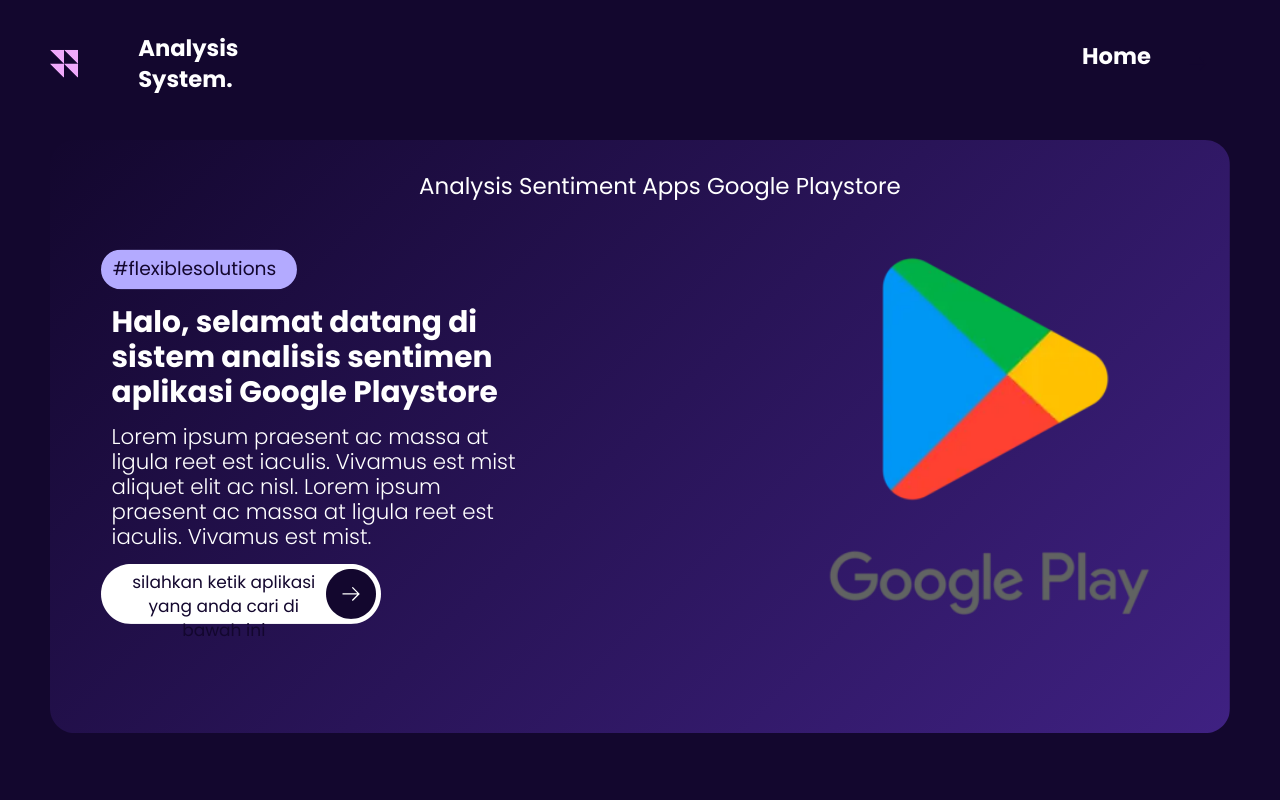 Analysis
System.
Home
Analysis Sentiment Apps Google Playstore
#flexiblesolutions
Halo, selamat datang di
sistem analisis sentimen
aplikasi Google Playstore
Lorem ipsum praesent ac massa at
ligula reet est iaculis. Vivamus est mist
aliquet elit ac nisl. Lorem ipsum
praesent ac massa at ligula reet est
iaculis. Vivamus est mist.
silahkan ketik aplikasi
yang anda cari di
bawah ini
Google Play